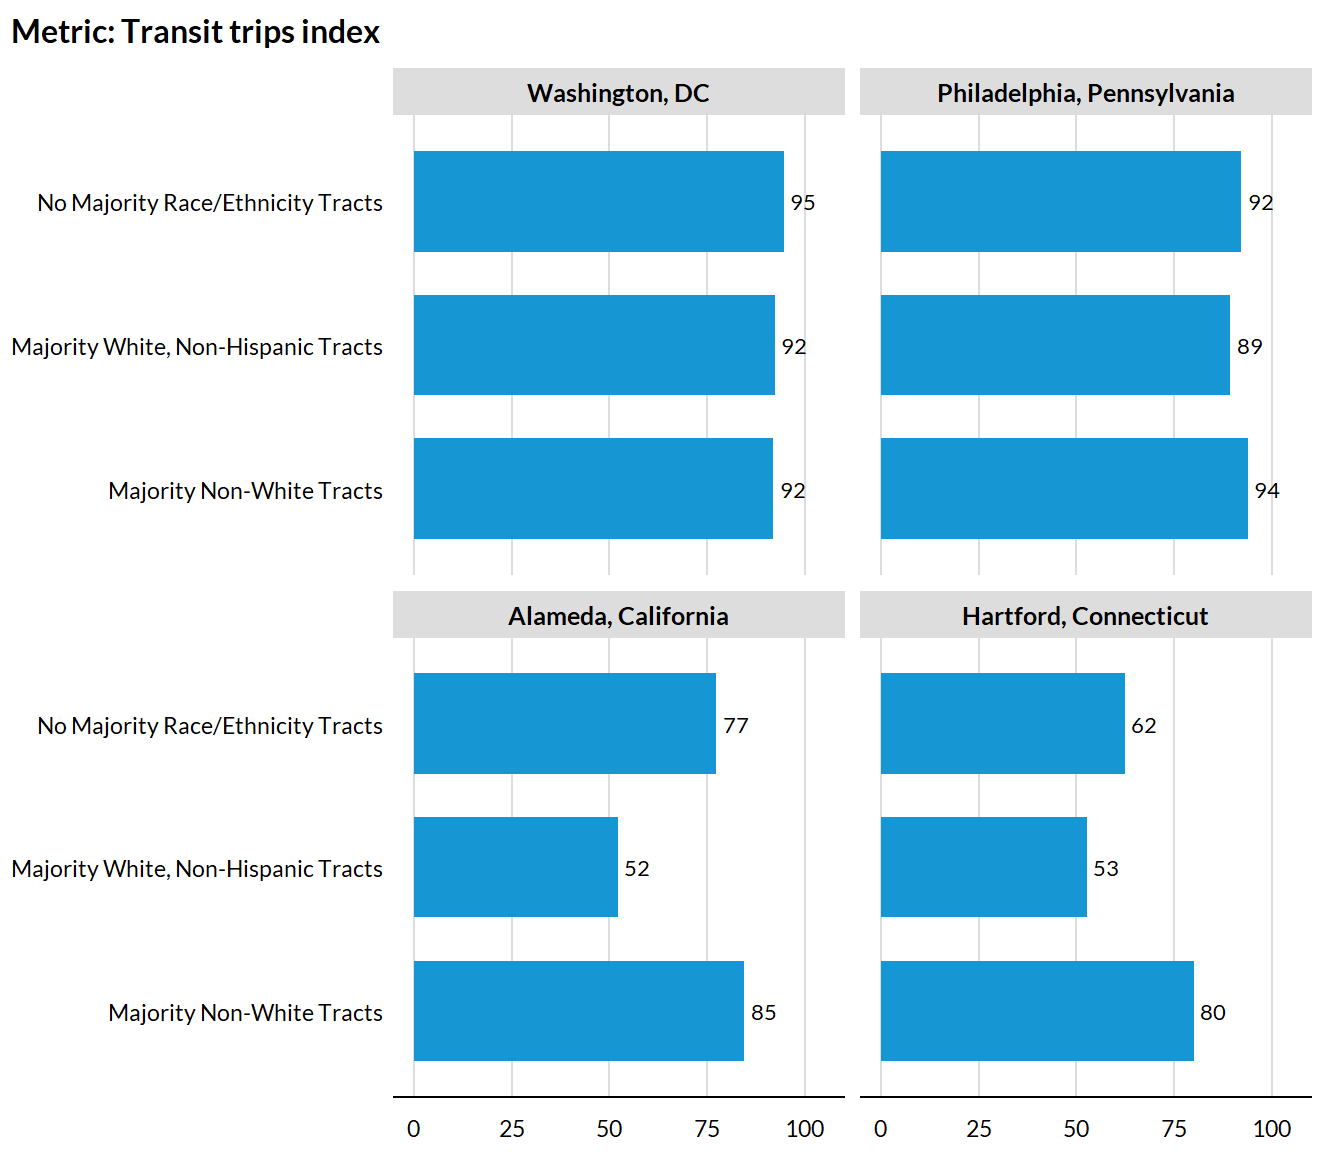 Metric: Transit trips index
Washington, DC
Philadelphia, Pennsylvania
No Majority Race/Ethnicity Tracts
95
92
Majority White, Non-Hispanic Tracts
92
89
Majority Non-White Tracts
92
94
Alameda, California
Hartford, Connecticut
No Majority Race/Ethnicity Tracts
77
62
Majority White, Non-Hispanic Tracts
52
53
Majority Non-White Tracts
85
80
0 25 50 75 100
0 25 50 75 100